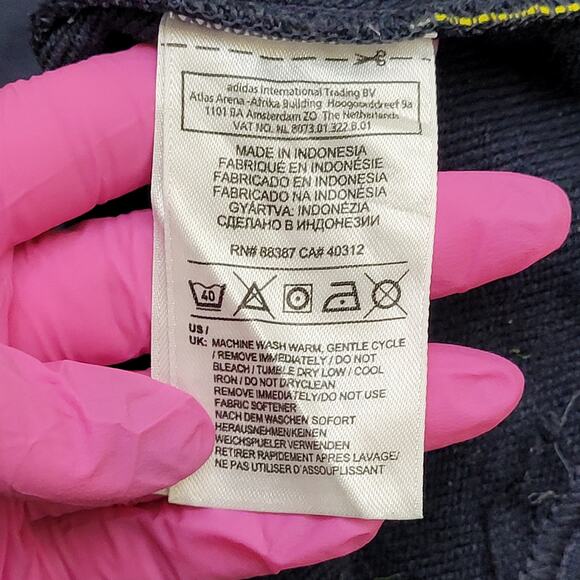 adidas International Trading BV
Atlas Arena -Afrika Building Hoogoorddreef 9a
1101 BA Amsterdam ZO The Netherlands
VAT NO. NL 8073.01.322.B.01
MADE IN INDONESIA
FABRIQUÉ EN INDONÉSIE
FABRICADO EN INDONESIA
FABRICADO NA INDONÉSIA
GYÁRTVA: INDONÉZIA
СДЕЛАНО В ИНДОНЕЗИИ
RN# 88387 CA# 40312
40
US /
UK: MACHINE WASH WARM, GENTLE CYCLE
/ REMOVE IMMEDIATELY / DO NOT
BLEACH / TUMBLE DRY LOW / COOL
IRON / DO NOT DRYCLEAN
REMOVE IMMEDIATELY/DO NOT USE
FABRIC SOFTENER
NACH DEM WASCHEN SOFORT
HERAUSNEHMEN/KEINEN
WEICHSPUELER VERWENDEN
RETIRER RAPIDEMENT APRES LAVAGE/
NE PAS UTILISER D'ASSOUPLISSANT